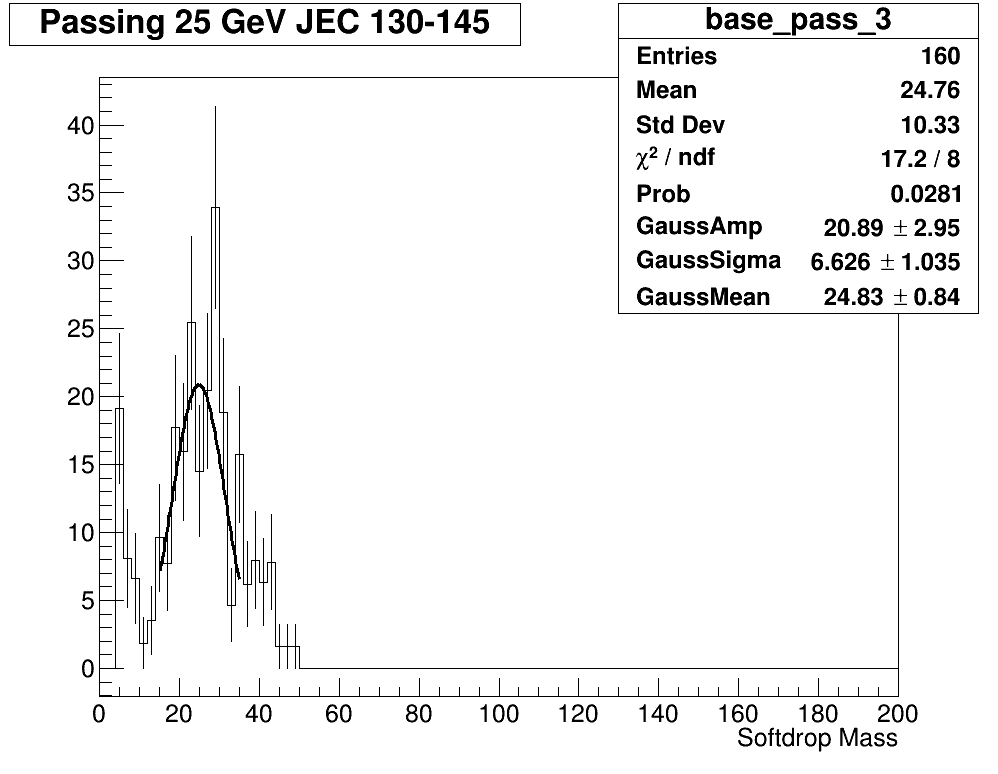 Passing 25 GeV JEC 130-145
base_pass_3
Entries 160
Mean 24.76
Std Dev 10.33
χ² / ndf 17.2 / 8
Prob 0.0281
GaussAmp 20.89 ± 2.95
GaussSigma 6.626 ± 1.035
GaussMean 24.83 ± 0.84
40
35
30
25
20
15
10
5
0
0 20 40 60 80 100 120 140 160 180 200
Softdrop Mass